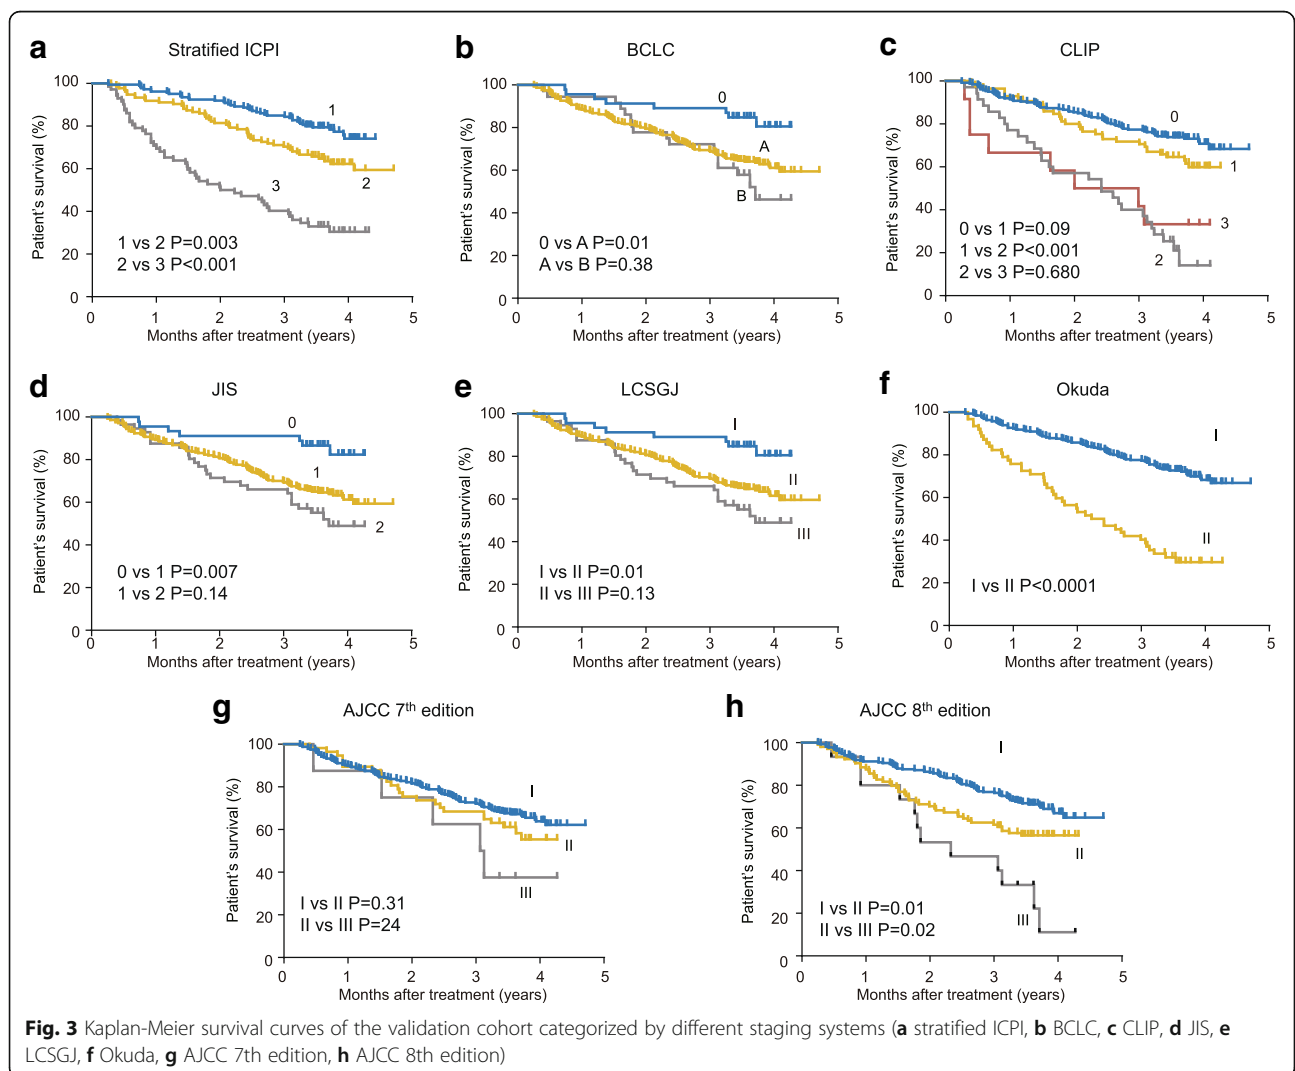 a
Stratified ICPI
Patient's survival (%)
100
80
60
40
20
0
1
2
3
1 vs 2 P=0.003
2 vs 3 P<0.001
0 1 2 3 4 5
Months after treatment (years)
b
BCLC
Patient's survival (%)
100
80
60
40
20
0
0
A
B
0 vs A P=0.01
A vs B P=0.38
0 1 2 3 4 5
Months after treatment (years)
c
CLIP
Patient's survival (%)
100
80
60
40
20
0
0
1
3
2
0 vs 1 P=0.09
1 vs 2 P<0.001
2 vs 3 P=0.680
0 1 2 3 4 5
Months after treatment (years)
d
JIS
Patient's survival (%)
100
80
60
40
20
0
0
1
2
0 vs 1 P=0.007
1 vs 2 P=0.14
0 1 2 3 4 5
Months after treatment (years)
e
LCSGJ
Patient's survival (%)
100
80
60
40
20
0
I
II
III
I vs II P=0.01
II vs III P=0.13
0 1 2 3 4 5
Months after treatment (years)
f
Okuda
Patient's survival (%)
100
80
60
40
20
0
I
II
I vs II P<0.0001
0 1 2 3 4 5
Months after treatment (years)
g
AJCC 7th edition
Patient's survival (%)
100
80
60
40
20
0
I
II
III
I vs II P=0.31
II vs III P=24
0 1 2 3 4 5
Months after treatment (years)
h
AJCC 8th edition
Patient's survival (%)
100
80
60
40
20
0
I
II
III
I vs II P=0.01
II vs III P=0.02
0 1 2 3 4 5
Months after treatment (years)
Fig. 3 Kaplan-Meier survival curves of the validation cohort categorized by different staging systems (a stratified ICPI, b BCLC, c CLIP, d JIS, e
LCSGJ, f Okuda, g AJCC 7th edition, h AJCC 8th edition)